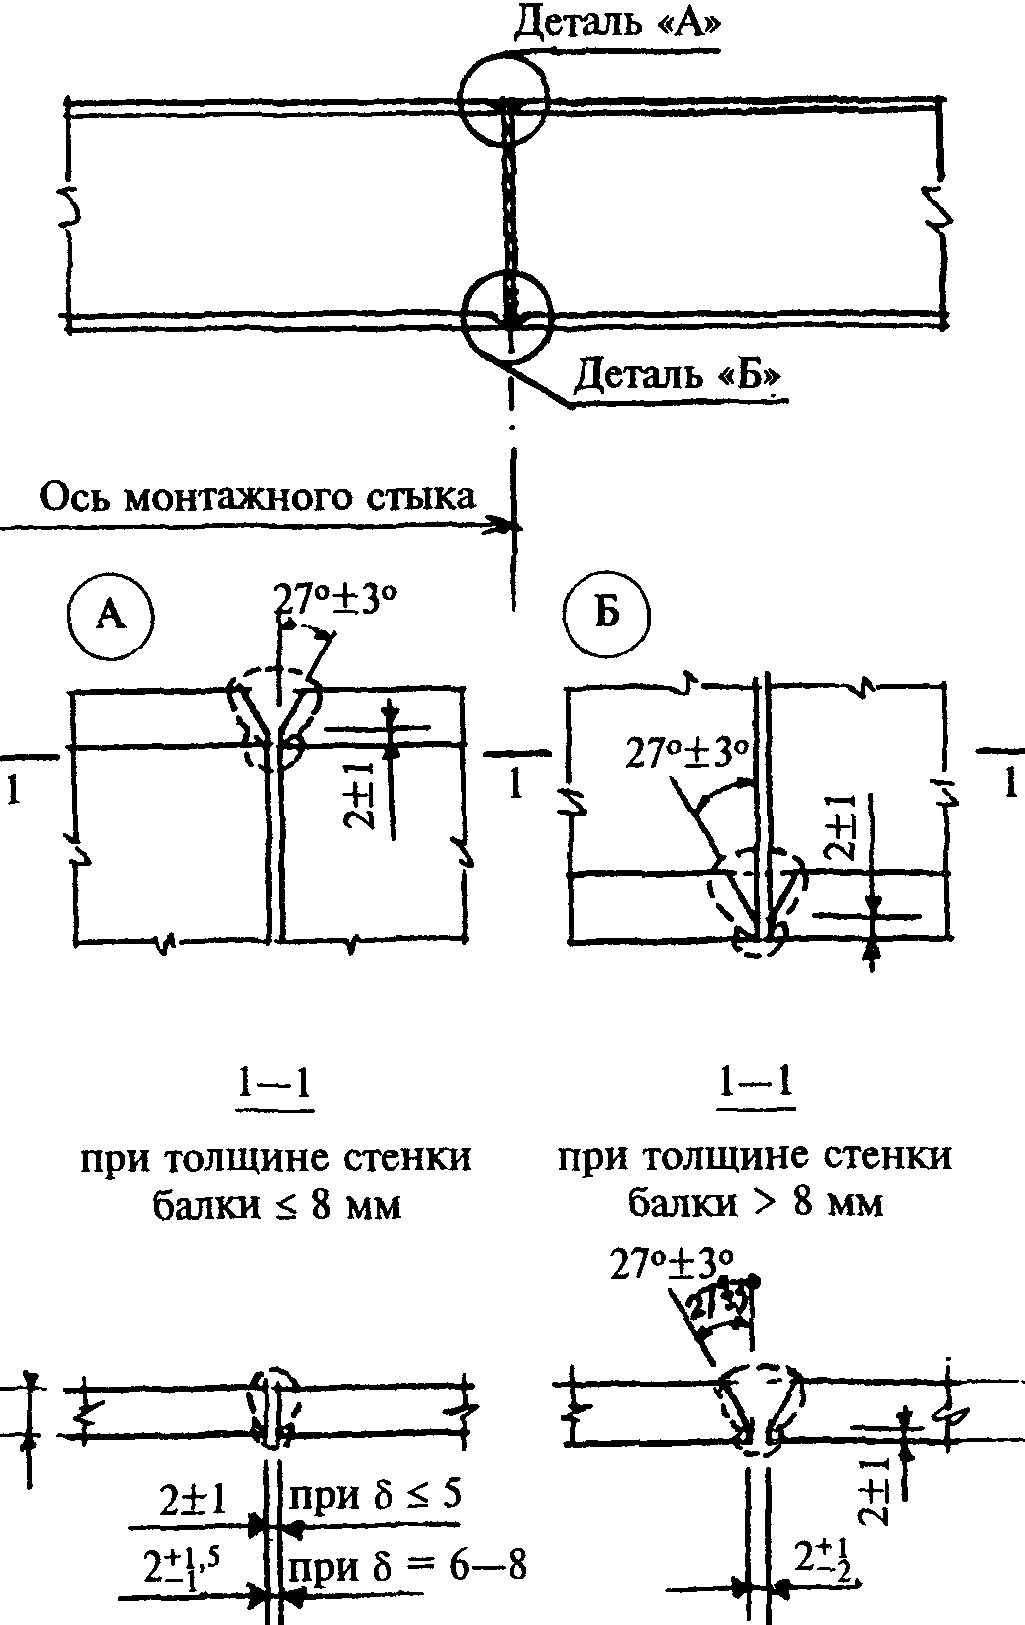 Деталь «А»
Деталь «Б»
Ось монтажного стыка
А
27°±3°
Б
27°±3°
1
1
1
2±1
2±1
1—1
при толщине стенки
балки ≤ 8 мм
1—1
при толщине стенки
балки > 8 мм
27°±3°
2±1 при δ ≤ 5
2+1,5 −1 при δ = 6—8
2±1
2+1 −2